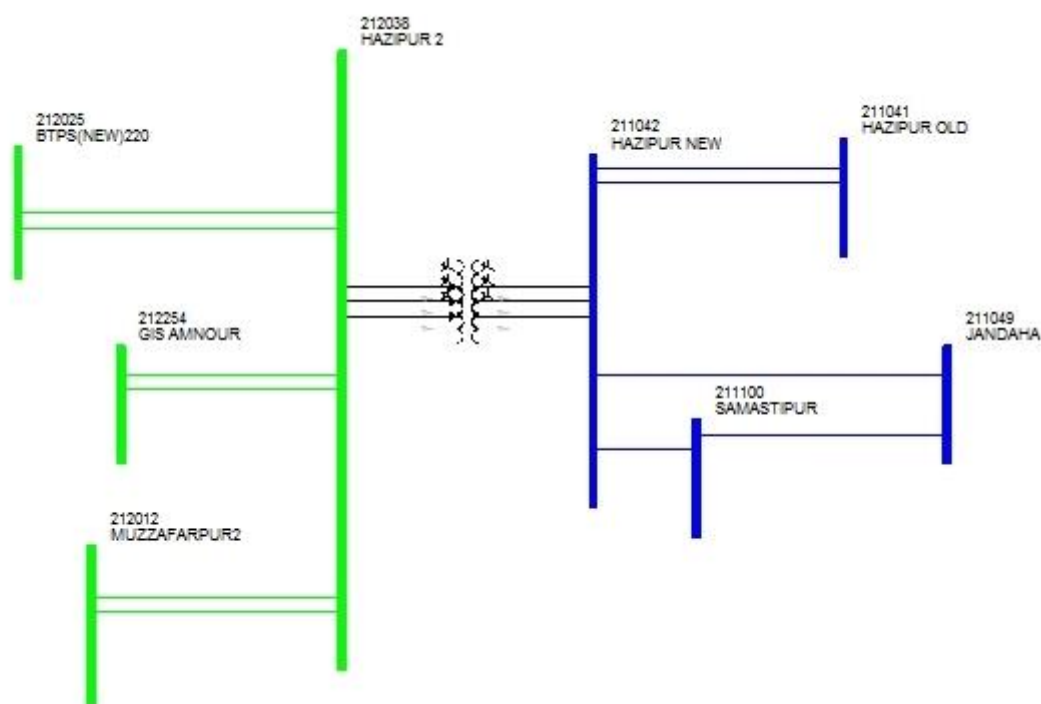 212038
HAZIPUR 2
212025
BTPS(NEW)220
211042
HAZIPUR NEW
211041
HAZIPUR OLD
212254
GIS AMNOUR
211049
JANDAHA
211100
SAMASTIPUR
212012
MUZZAFARPUR2